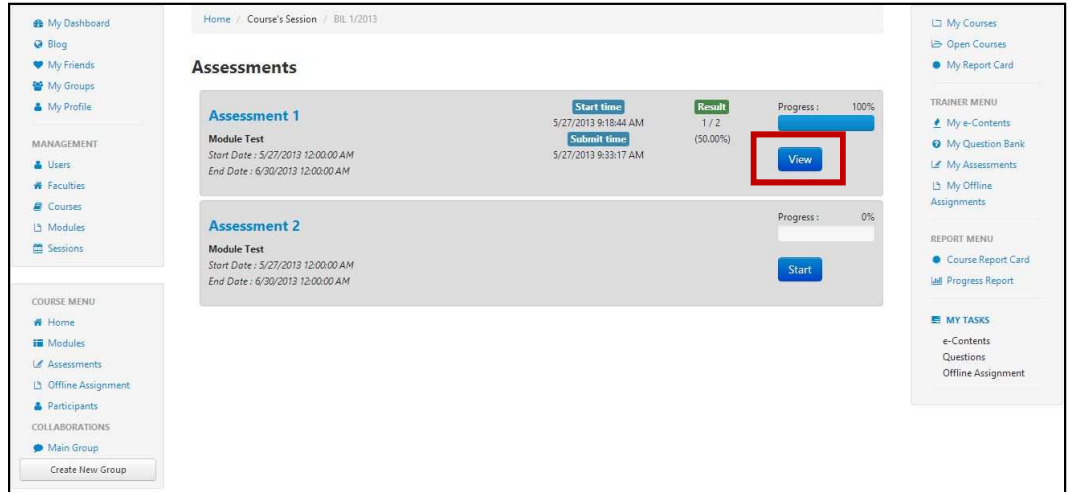 My Dashboard
Blog
My Friends
My Groups
My Profile
MANAGEMENT
Users
Faculties
Courses
Modules
Sessions
COURSE MENU
Home
Modules
Assessments
Offline Assignment
Participants
COLLABORATIONS
Main Group
Create New Group
Home / Course's Session / BIL 1/2013
Assessments
Assessment 1
Module Test
Start Date : 5/27/2013 12:00:00 AM
End Date : 6/30/2013 12:00:00 AM
Start time
5/27/2013 9:18:44 AM
Submit time
5/27/2013 9:33:17 AM
Result
1 / 2
(50.00%)
Progress : 100%
View
Assessment 2
Module Test
Start Date : 5/27/2013 12:00:00 AM
End Date : 6/30/2013 12:00:00 AM
Progress : 0%
Start
My Courses
Open Courses
My Report Card
TRAINER MENU
My e-Contents
My Question Bank
My Assessments
My Offline
Assignments
REPORT MENU
Course Report Card
Progress Report
MY TASKS
e-Contents
Questions
Offline Assignment